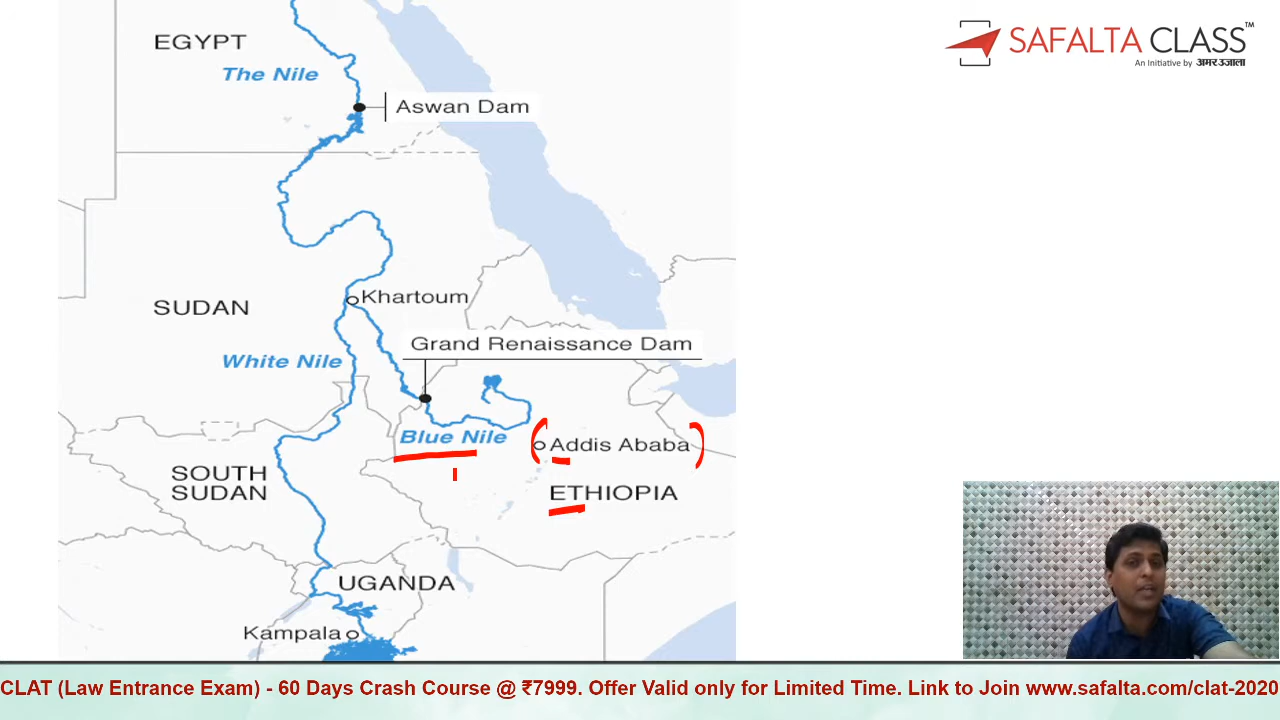 EGYPT
The Nile
Aswan Dam
SAFALTA CLASS™
An Initiative by अमर उजाला
SUDAN
Khartoum
White Nile
Grand Renaissance Dam
Blue Nile
Addis Ababa
SOUTH
SUDAN
ETHIOPIA
UGANDA
Kampala
CLAT (Law Entrance Exam) - 60 Days Crash Course @ ₹7999. Offer Valid only for Limited Time. Link to Join www.safalta.com/clat-2020